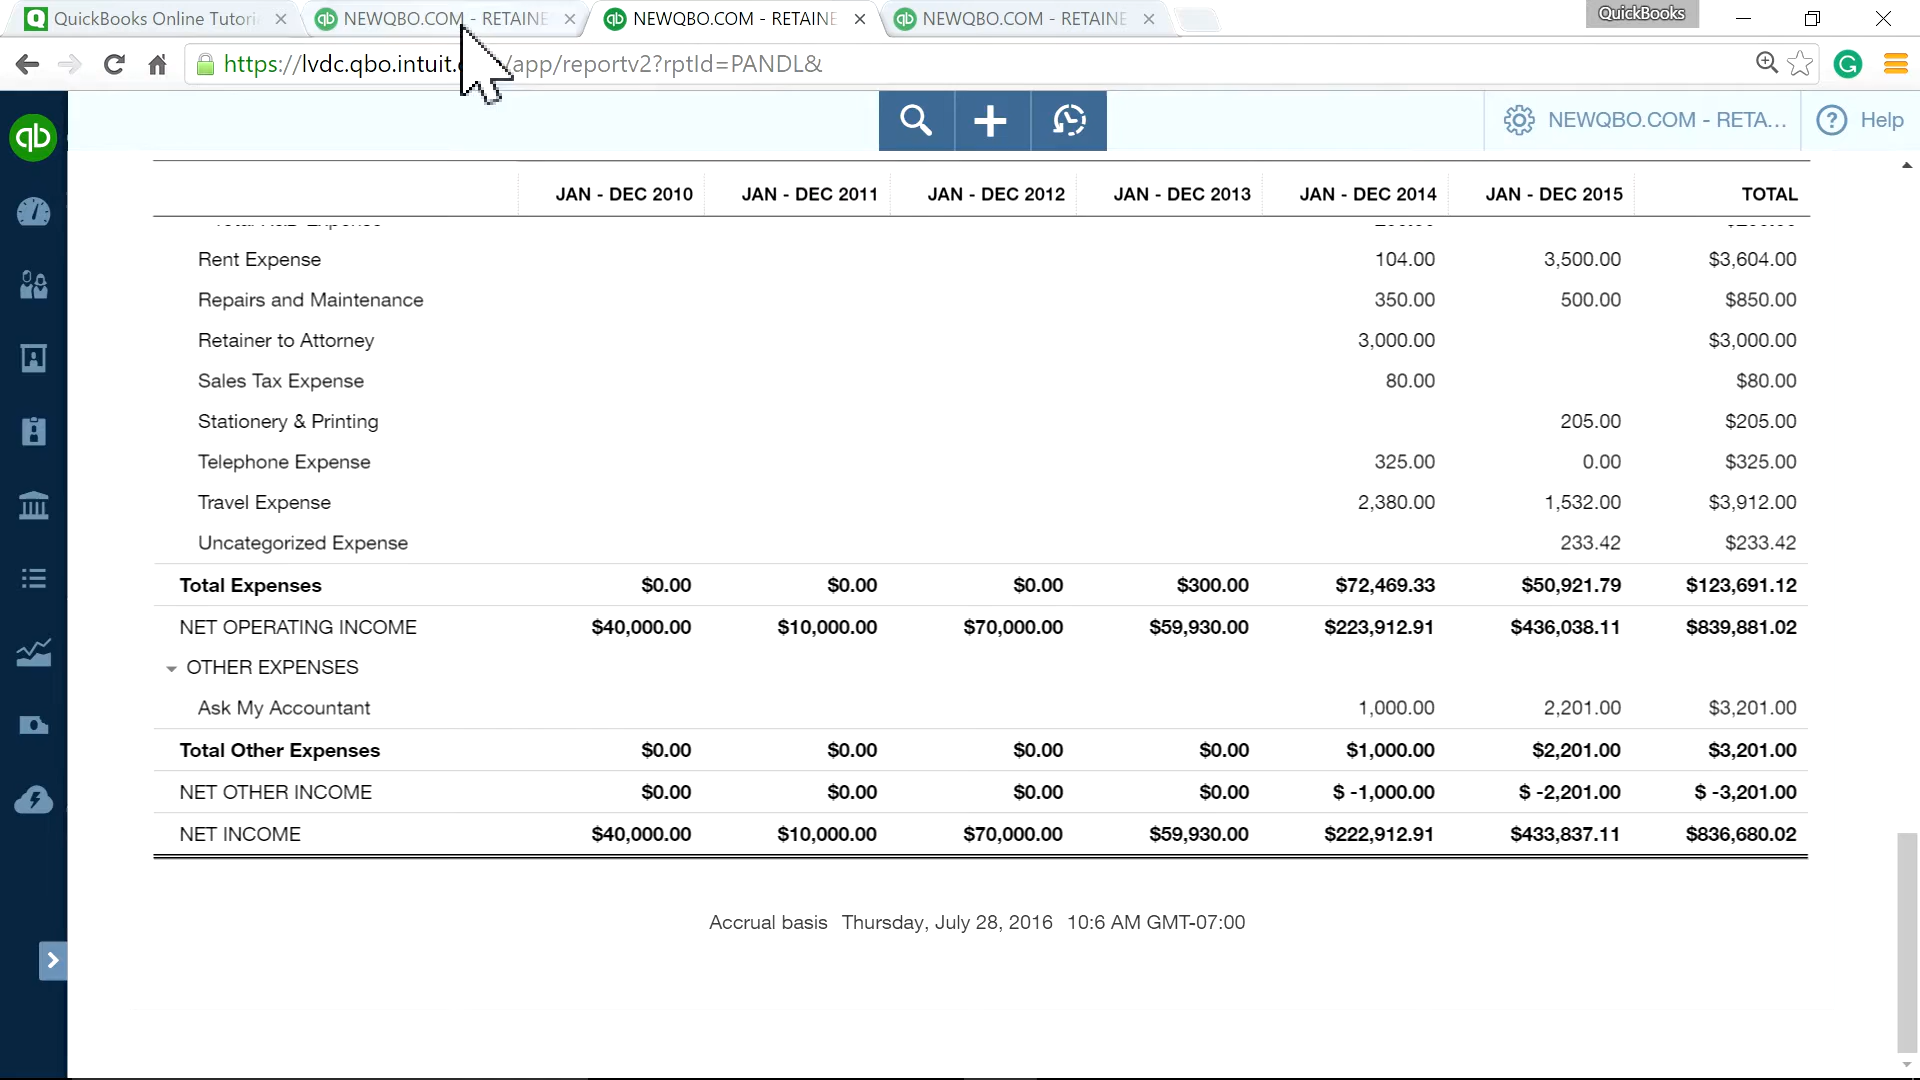 QuickBooks Online Tutori
NEWQBO.COM - RETAINE
NEWQBO.COM - RETAINE
NEWQBO.COM - RETAINE
QuickBooks
https://lvdc.qbo.intuit. /app/reportv2?rptId=PANDL&
NEWQBO.COM - RETA...
Help
JAN - DEC 2010 JAN - DEC 2011 JAN - DEC 2012 JAN - DEC 2013 JAN - DEC 2014 JAN - DEC 2015 TOTAL
Rent Expense 104.00 3,500.00 $3,604.00
Repairs and Maintenance 350.00 500.00 $850.00
Retainer to Attorney 3,000.00 $3,000.00
Sales Tax Expense 80.00 $80.00
Stationery & Printing 205.00 $205.00
Telephone Expense 325.00 0.00 $325.00
Travel Expense 2,380.00 1,532.00 $3,912.00
Uncategorized Expense 233.42 $233.42
Total Expenses $0.00 $0.00 $0.00 $300.00 $72,469.33 $50,921.79 $123,691.12
NET OPERATING INCOME $40,000.00 $10,000.00 $70,000.00 $59,930.00 $223,912.91 $436,038.11 $839,881.02
OTHER EXPENSES
Ask My Accountant 1,000.00 2,201.00 $3,201.00
Total Other Expenses $0.00 $0.00 $0.00 $0.00 $1,000.00 $2,201.00 $3,201.00
NET OTHER INCOME $0.00 $0.00 $0.00 $0.00 $ -1,000.00 $ -2,201.00 $ -3,201.00
NET INCOME $40,000.00 $10,000.00 $70,000.00 $59,930.00 $222,912.91 $433,837.11 $836,680.02
Accrual basis Thursday, July 28, 2016 10:6 AM GMT-07:00